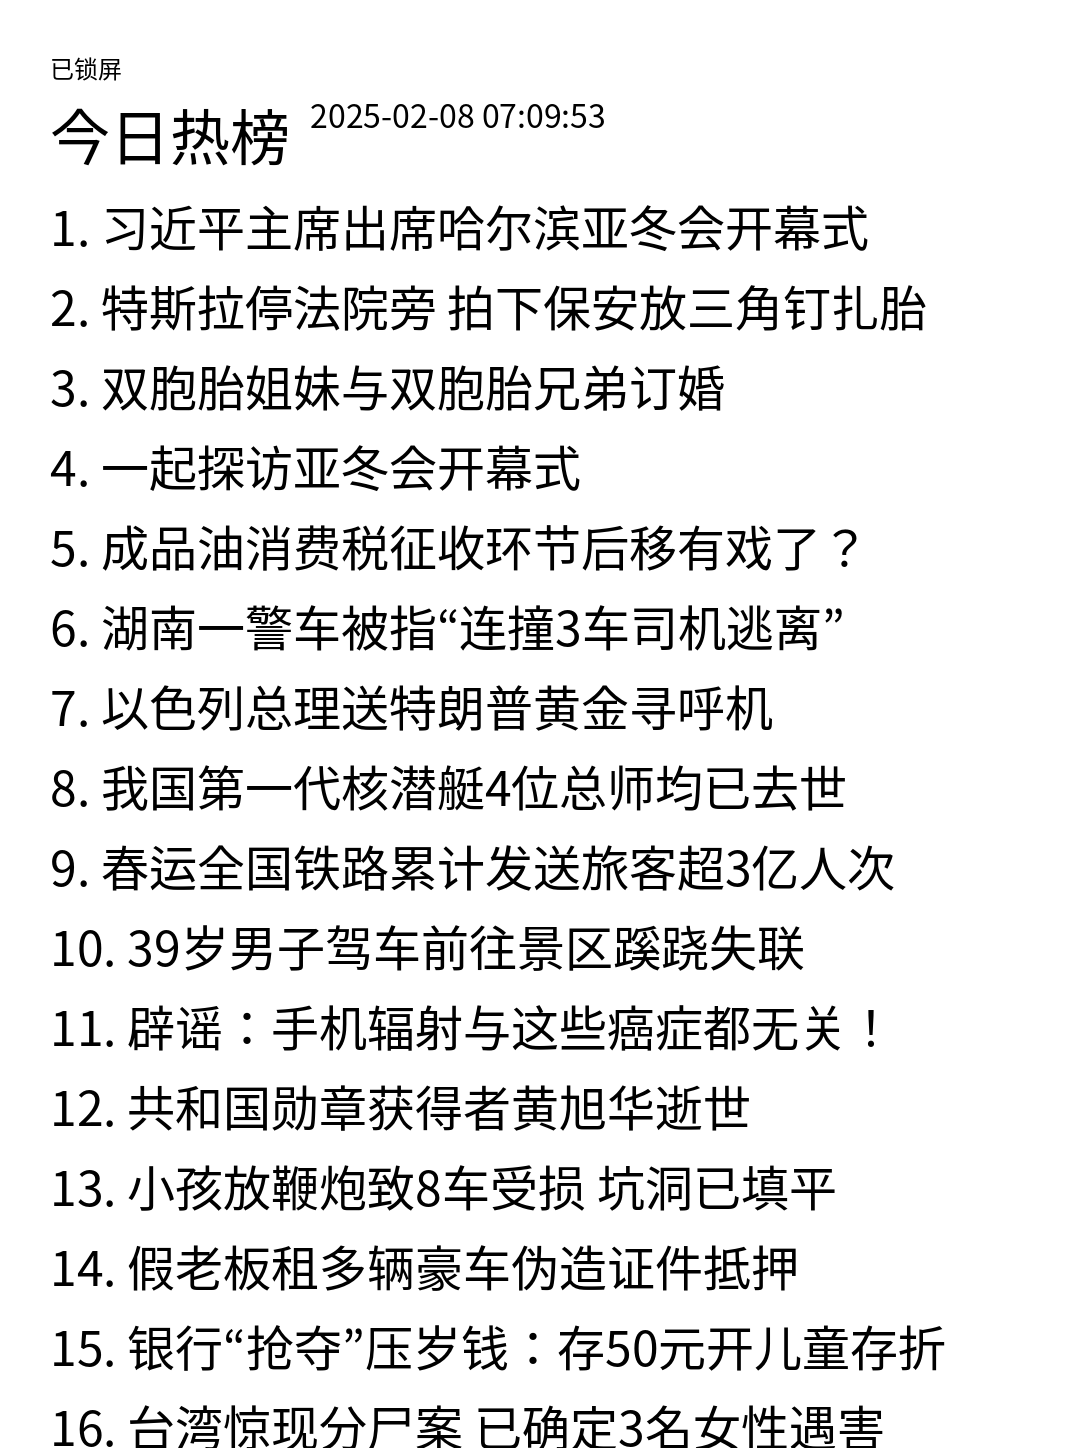 已锁屏
今日热榜 2025-02-08 07:09:53
1. 习近平主席出席哈尔滨亚冬会开幕式
2. 特斯拉停法院旁 拍下保安放三角钉扎胎
3. 双胞胎姐妹与双胞胎兄弟订婚
4. 一起探访亚冬会开幕式
5. 成品油消费税征收环节后移有戏了？
6. 湖南一警车被指“连撞3车司机逃离”
7. 以色列总理送特朗普黄金寻呼机
8. 我国第一代核潜艇4位总师均已去世
9. 春运全国铁路累计发送旅客超3亿人次
10. 39岁男子驾车前往景区蹊跷失联
11. 辟谣：手机辐射与这些癌症都无关！
12. 共和国勋章获得者黄旭华逝世
13. 小孩放鞭炮致8车受损 坑洞已填平
14. 假老板租多辆豪车伪造证件抵押
15. 银行“抢夺”压岁钱：存50元开儿童存折
16. 台湾惊现分尸案 已确定3名女性遇害